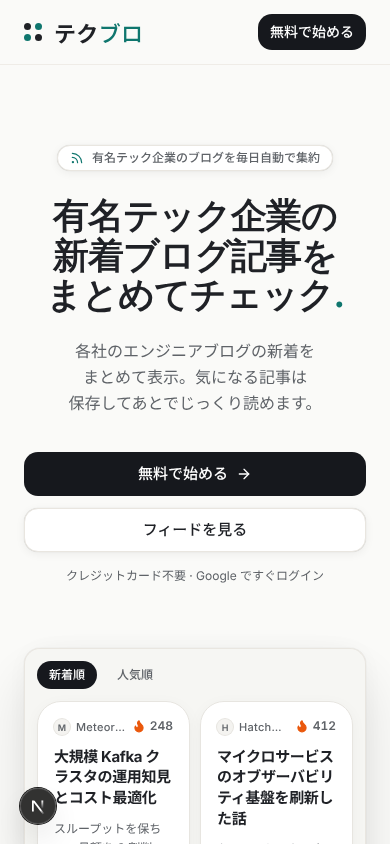 テクブロ
無料で始める
有名テック企業のブログを毎日自動で集約
有名テック企業の
新着ブログ記事を
まとめてチェック.
各社のエンジニアブログの新着を
まとめて表示。気になる記事は
保存してあとでじっくり読めます。
無料で始める →
フィードを見る
クレジットカード不要 · Google ですぐログイン
新着順 人気順
M Meteor... 248
大規模 Kafka ク
ラスタの運用知見
とコスト最適化
スループットを保ち
H Hatch... 412
マイクロサービス
のオブザーバビリ
ティ基盤を刷新し
た話
N